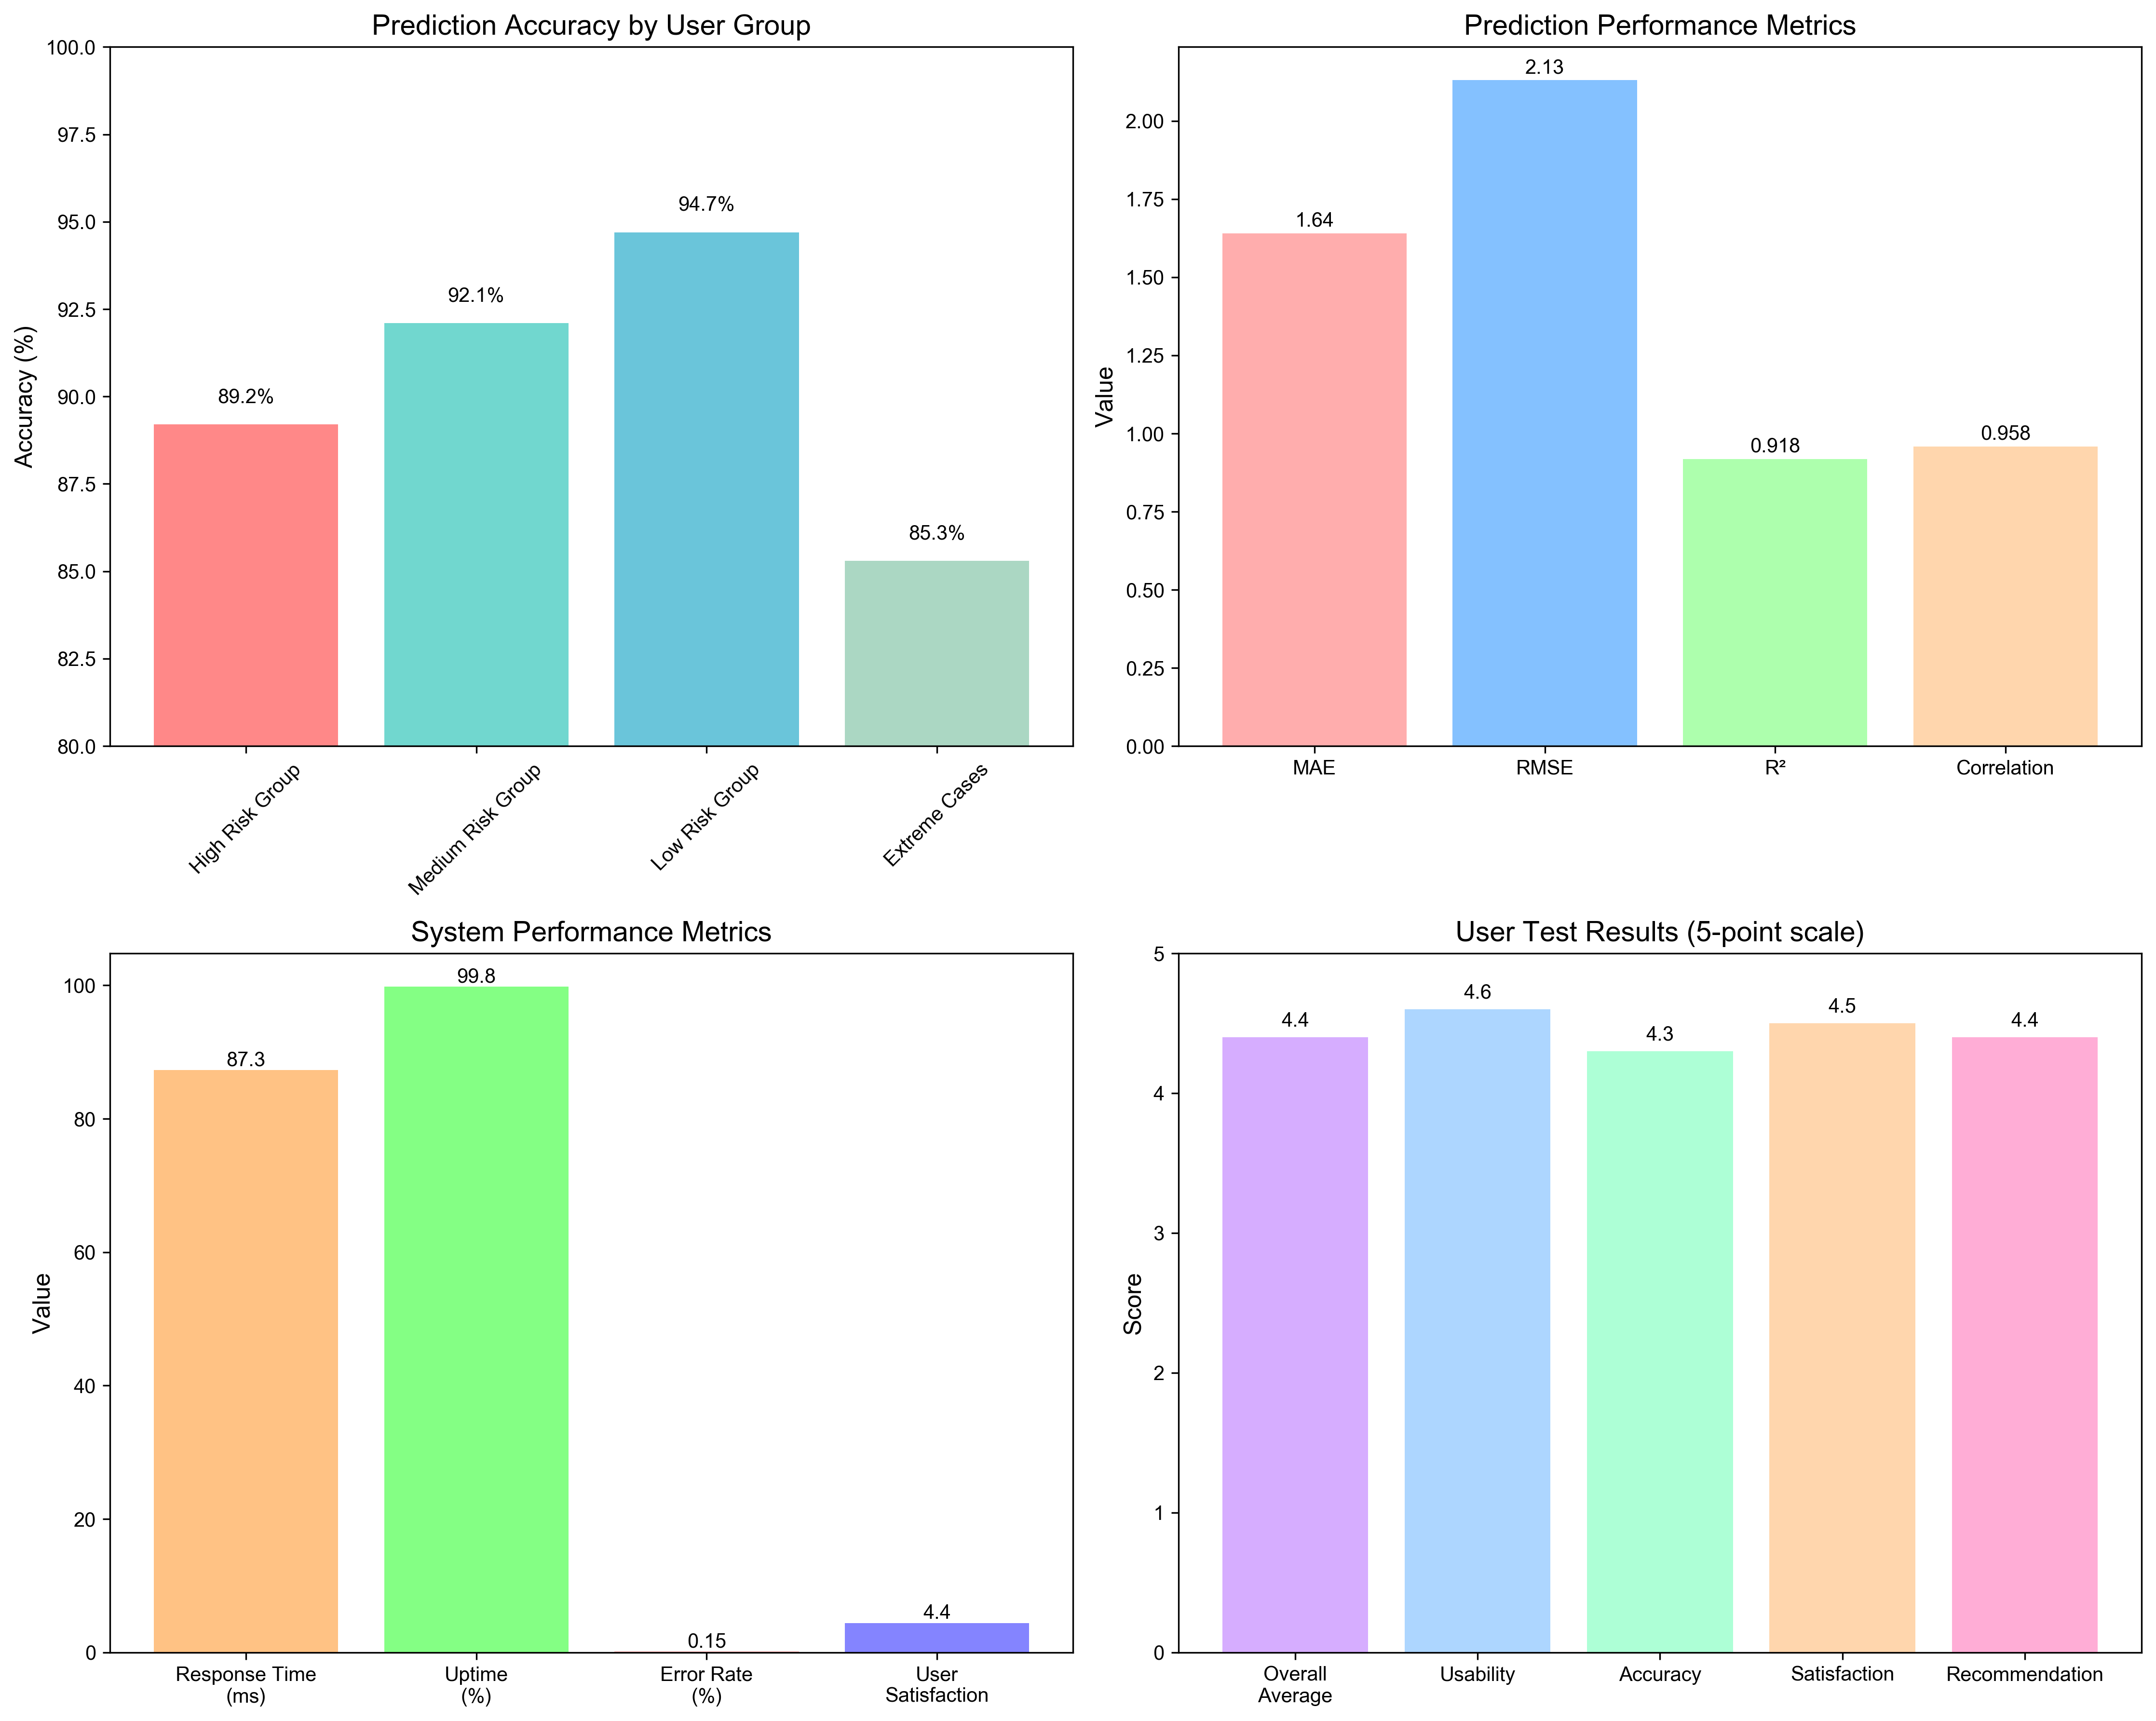 Prediction Accuracy by User Group
Accuracy (%)
100.0
97.5
95.0
92.5
90.0
87.5
85.0
82.5
80.0
89.2%
92.1%
94.7%
85.3%
High Risk Group
Medium Risk Group
Low Risk Group
Extreme Cases
Prediction Performance Metrics
Value
2.00
1.75
1.50
1.25
1.00
0.75
0.50
0.25
0.00
1.64
2.13
0.918
0.958
MAE
RMSE
R²
Correlation
System Performance Metrics
Value
100
80
60
40
20
0
87.3
99.8
0.15
4.4
Response Time
(ms)
Uptime
(%)
Error Rate
(%)
User
Satisfaction
User Test Results (5-point scale)
Score
5
4
3
2
1
0
4.4
4.6
4.3
4.5
4.4
Overall
Average
Usability
Accuracy
Satisfaction
Recommendation